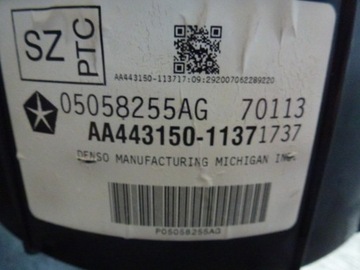 SZ PTC
AA443150-113717:09:292007062289220
05058255AG 70113
AA443150-11371737
DENSO MANUFACTURING MICHIGAN INC.
P05058255AG